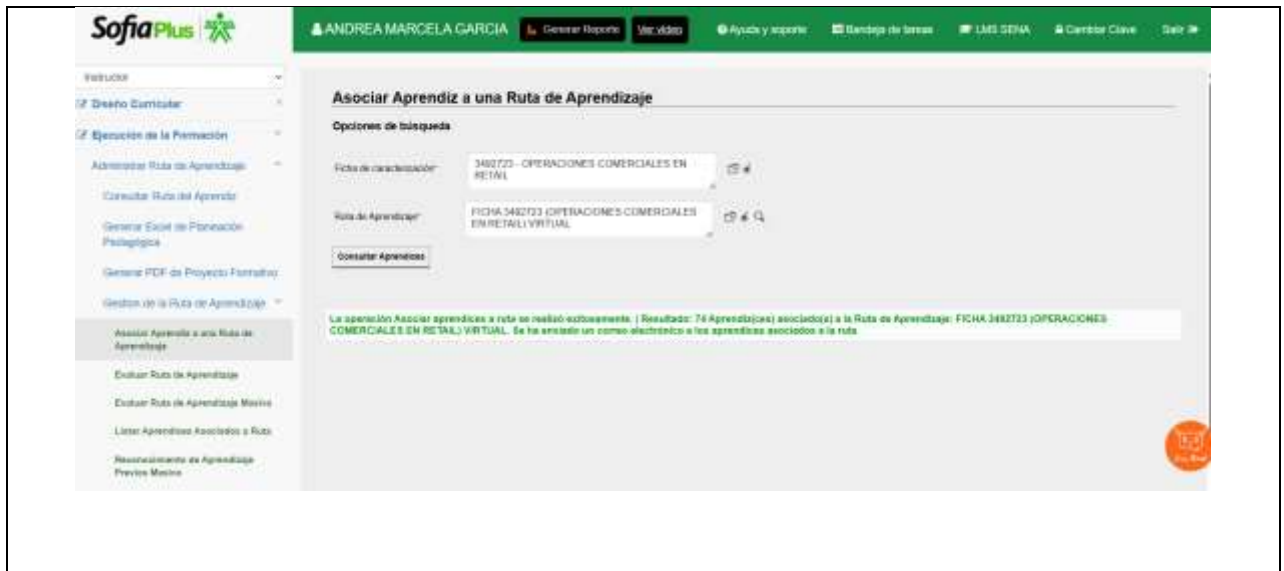 SofiaPlus
ANDREA MARCELA GARCIA
Generar Reporte
Ver video
Ayuda y soporte
Bandeja de tareas
LMS SENA
Cambiar Clave
Salir
Instructor
Diseño Curricular
Ejecución de la Formación
Administrar Ruta de Aprendizaje
Consultar Ruta del Aprendiz
Generar Excel de Planeación
Pedagógica
Generar PDF de Proyecto Formativo
Gestión de la Ruta de Aprendizaje
Asociar Aprendiz a una Ruta de
Aprendizaje
Evaluar Ruta de Aprendizaje
Evaluar Ruta de Aprendizaje Masivo
Listar Aprendices Asociados a Ruta
Reconocimiento de Aprendizaje
Previos Masivo
Asociar Aprendiz a una Ruta de Aprendizaje
Opciones de búsqueda
Ficha de caracterización*
3492723 - OPERACIONES COMERCIALES EN
RETAIL
Ruta de Aprendizaje*
FICHA 3492723 (OPERACIONES COMERCIALES
EN RETAIL) VIRTUAL
Consultar Aprendices
La operación Asociar aprendices a ruta se realizó exitosamente. | Resultado: 74 Aprendiz(ces) asociado(s) a la Ruta de Aprendizaje: FICHA 3492723 (OPERACIONES
COMERCIALES EN RETAIL) VIRTUAL. Se ha enviado un correo electrónico a los aprendices asociados a la ruta